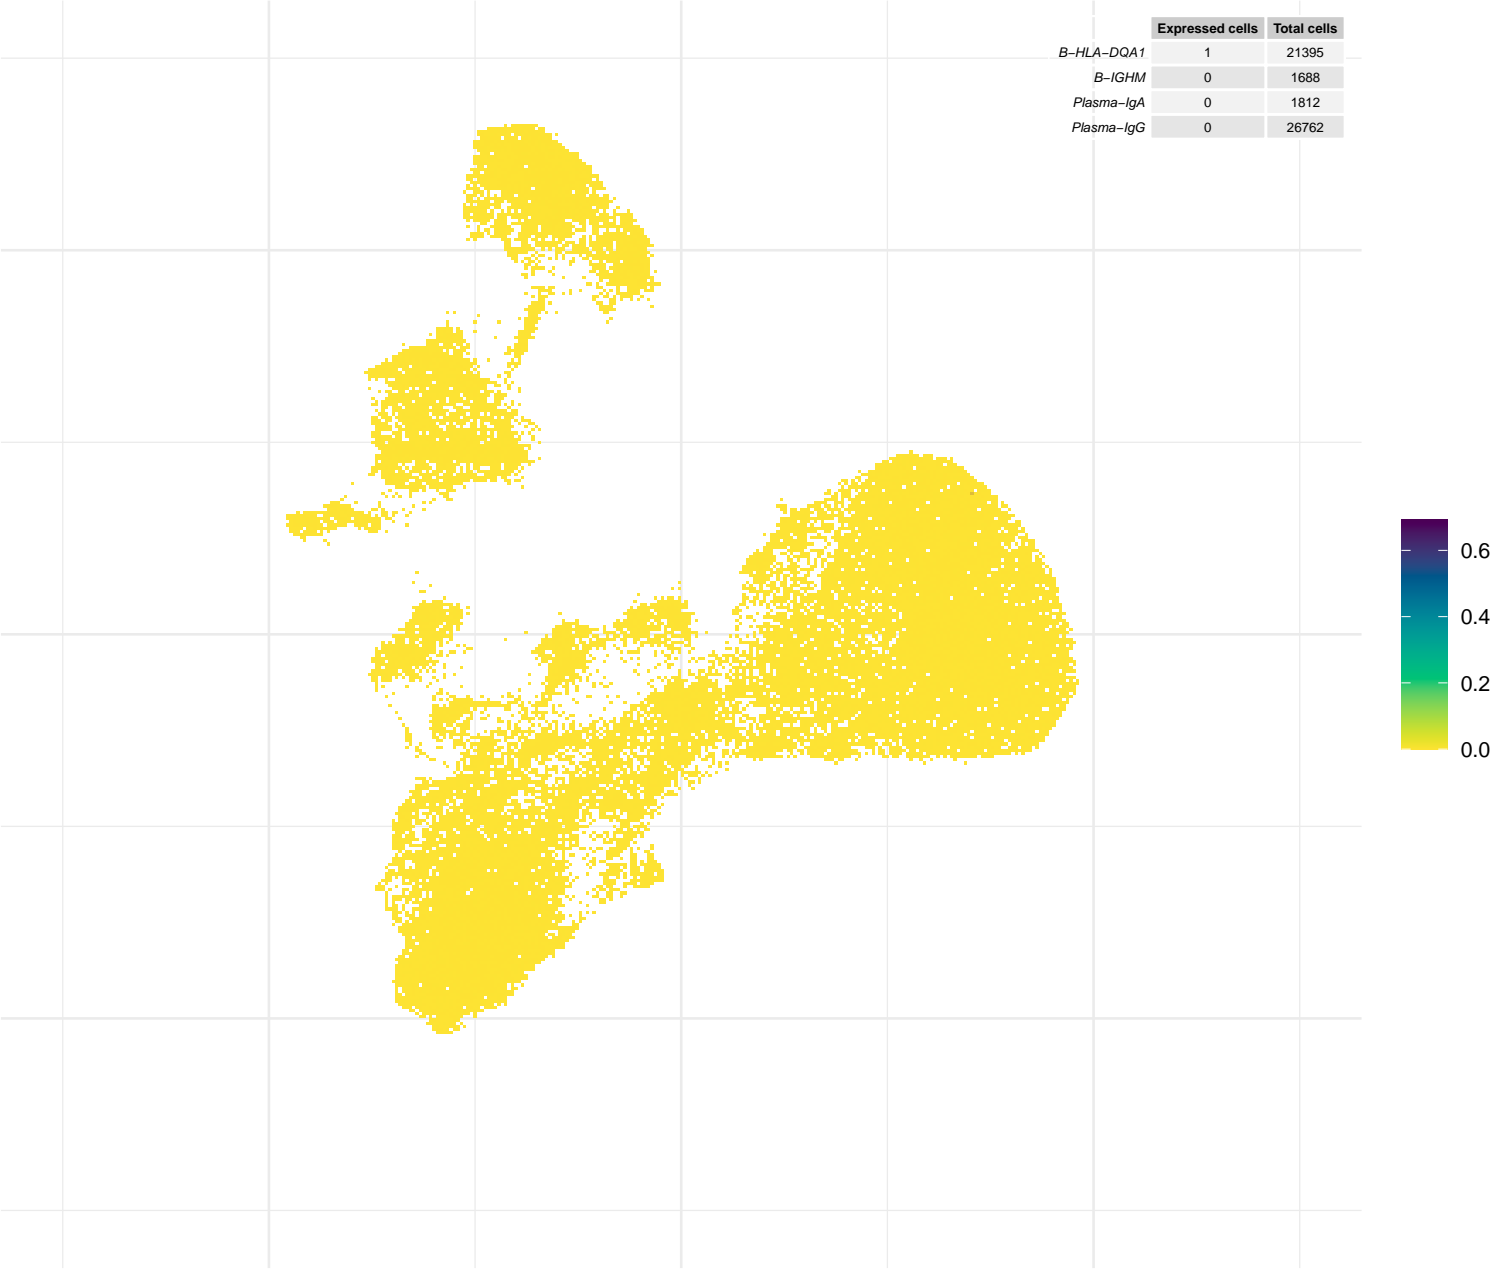 Expressed cells Total cells
B−HLA−DQA1 1 21395
B−IGHM 0 1688
Plasma−IgA 0 1812
Plasma−IgG 0 26762
0.6
0.4
0.2
0.0